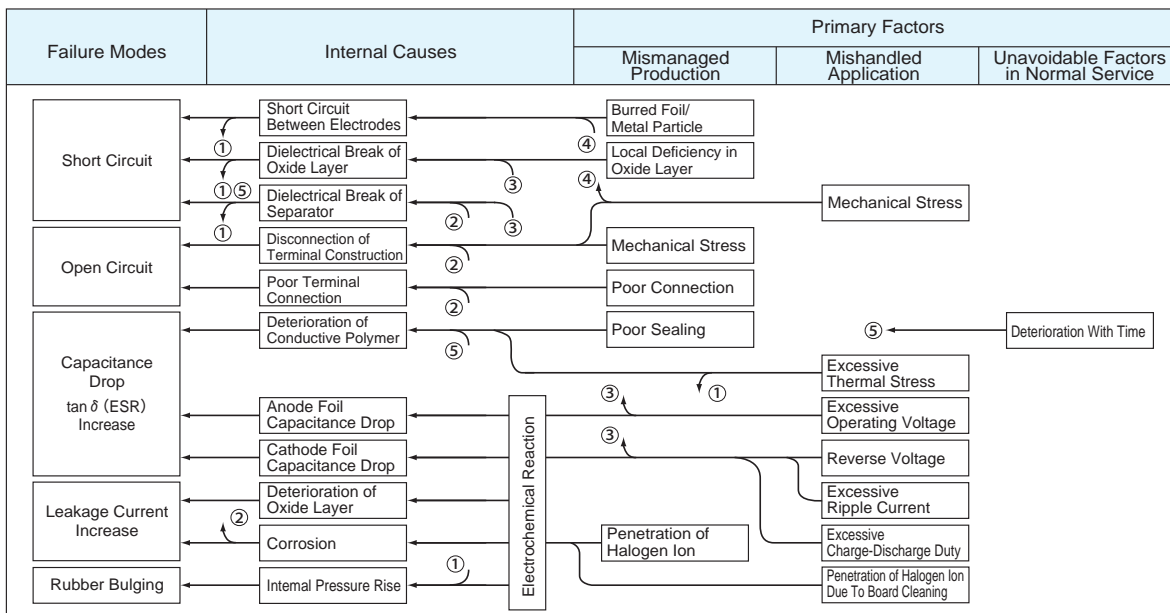 Failure Modes
Internal Causes
Primary Factors
Mismanaged
Production
Mishandled
Application
Unavoidable Factors
in Normal Service
Short Circuit
Short Circuit
Between Electrodes
①
Burred Foil/
Metal Particle
④
Dielectrical Break of
Oxide Layer
①⑤
③
Local Deficiency in
Oxide Layer
④
Dielectrical Break of
Separator
①
②
③
Mechanical Stress
Open Circuit
Disconnection of
Terminal Construction
②
Mechanical Stress
Poor Terminal
Connection
②
Poor Connection
Capacitance
Drop
tan δ (ESR)
Increase
Deterioration of
Conductive Polymer
⑤
Poor Sealing
⑤
Deterioration With Time
①
Excessive
Thermal Stress
Anode Foil
Capacitance Drop
Electrochemical Reaction
③
Excessive
Operating Voltage
Cathode Foil
Capacitance Drop
③
Reverse Voltage
Leakage Current
Increase
Deterioration of
Oxide Layer
Excessive
Ripple Current
②
Corrosion
Penetration of
Halogen Ion
Excessive
Charge-Discharge Duty
Rubber Bulging
Internal Pressure Rise
①
Penetration of Halogen Ion
Due To Board Cleaning